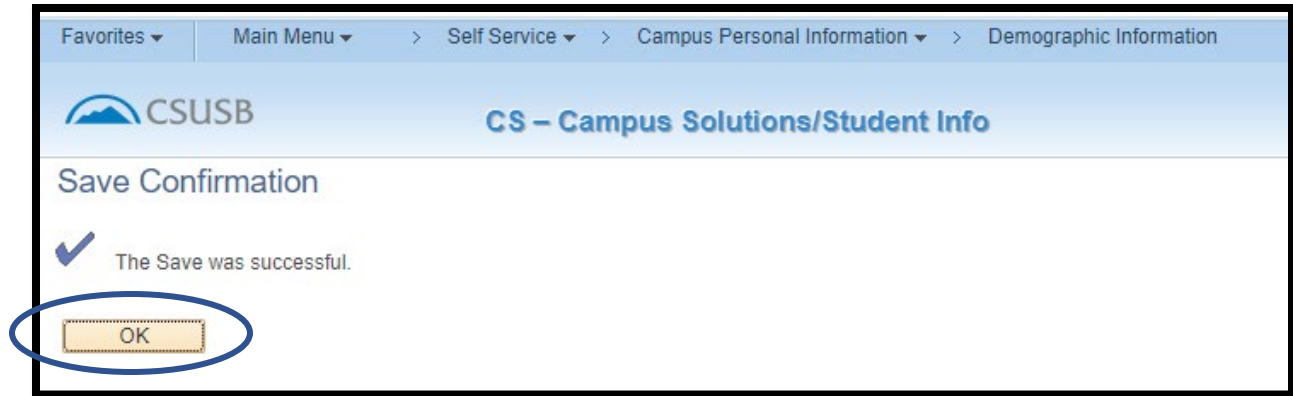 Favorites Main Menu > Self Service > Campus Personal Information > Demographic Information
CSUSB
CS – Campus Solutions/Student Info
Save Confirmation
The Save was successful.
OK